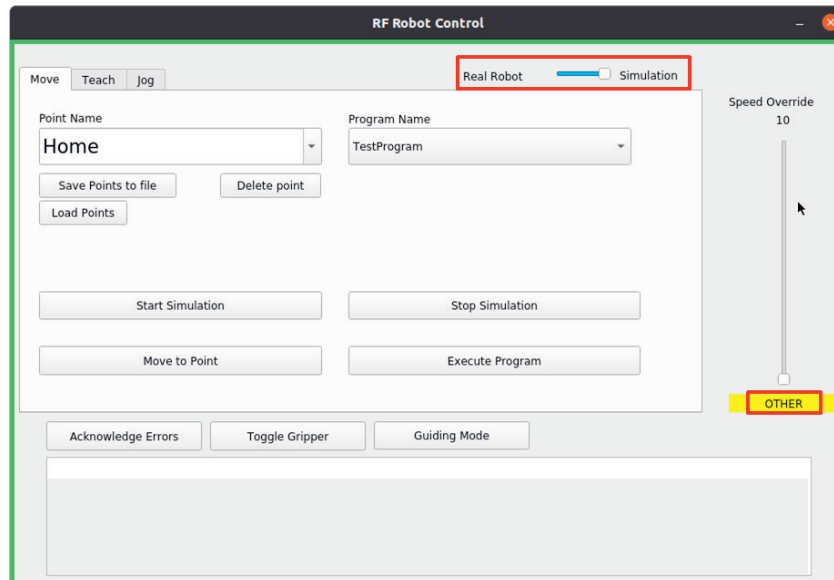 RF Robot Control
Move Teach Jog
Real Robot Simulation
Speed Override
10
Point Name Program Name
Home TestProgram
Save Points to file Delete point
Load Points
Start Simulation Stop Simulation
Move to Point Execute Program
OTHER
Acknowledge Errors Toggle Gripper Guiding Mode